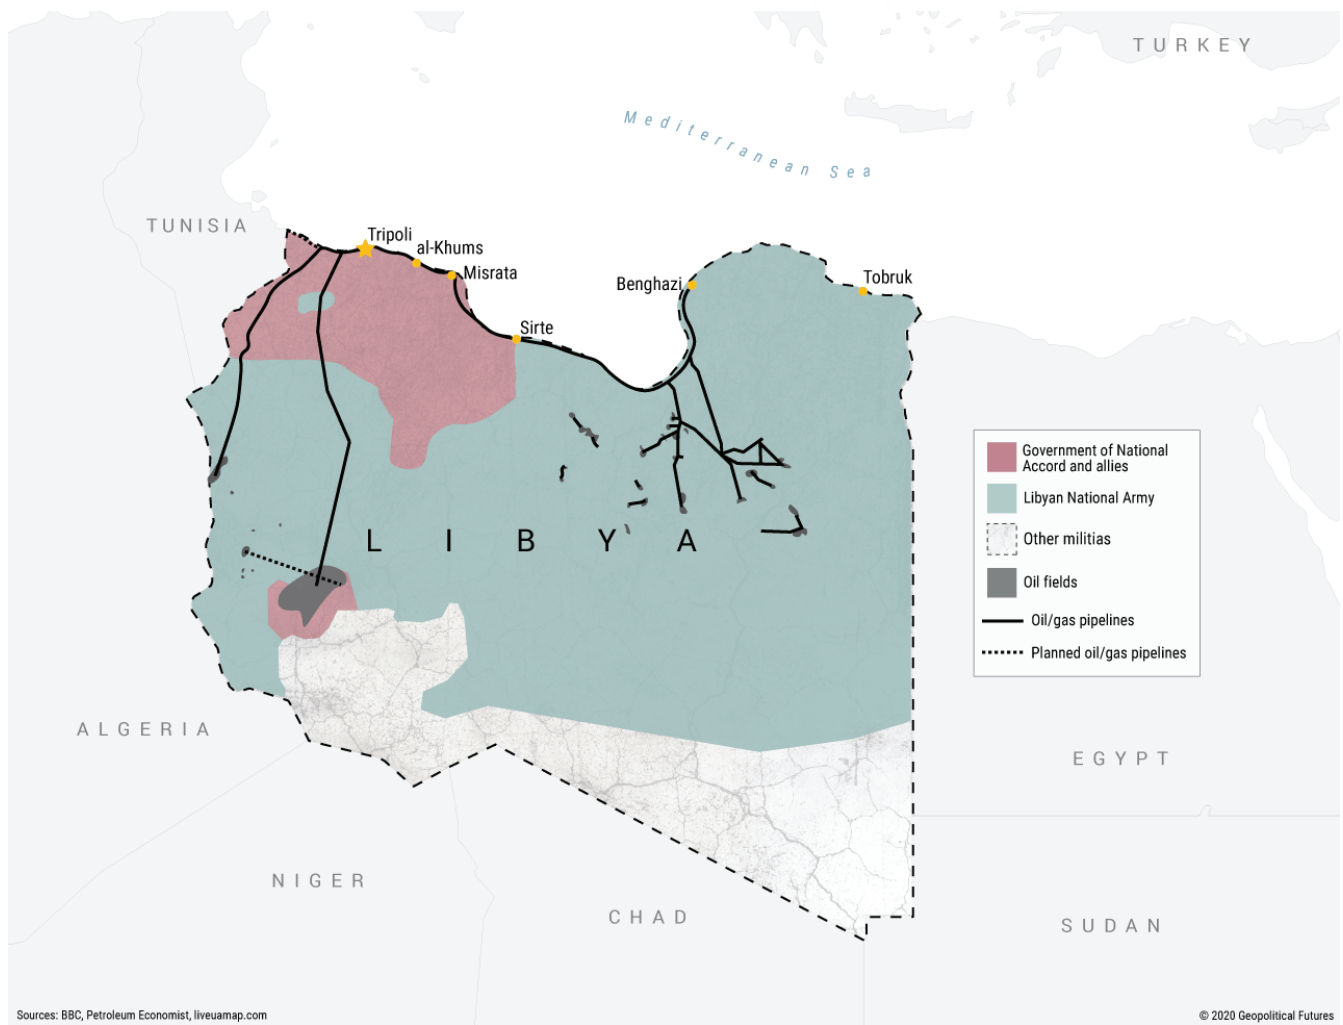 TURKEY
Mediterranean Sea
TUNISIA
Tripoli
al-Khums
Misrata
Benghazi
Tobruk
Sirte
Government of National
Accord and allies
Libyan National Army
Other militias
Oil fields
Oil/gas pipelines
Planned oil/gas pipelines
LIBYA
ALGERIA
EGYPT
NIGER
CHAD
SUDAN
Sources: BBC, Petroleum Economist, liveuamap.com
© 2020 Geopolitical Futures